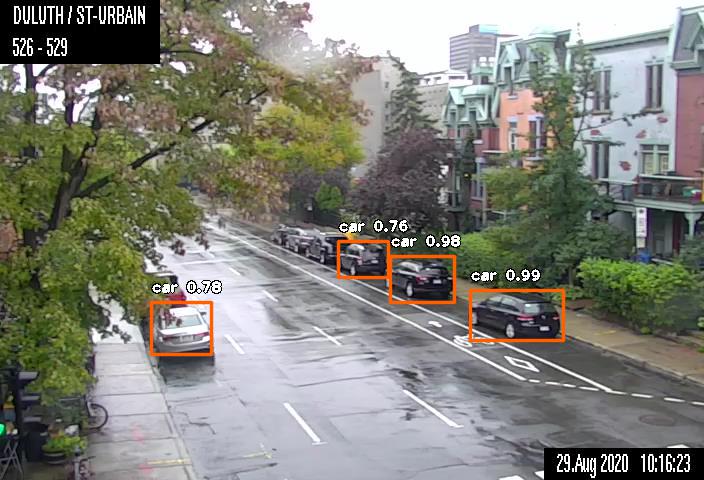 DULUTH / ST-URBAIN
526 - 529
car 0.76
car 0.98
car 0.99
car 0.78
29.Aug 2020 10:16:23